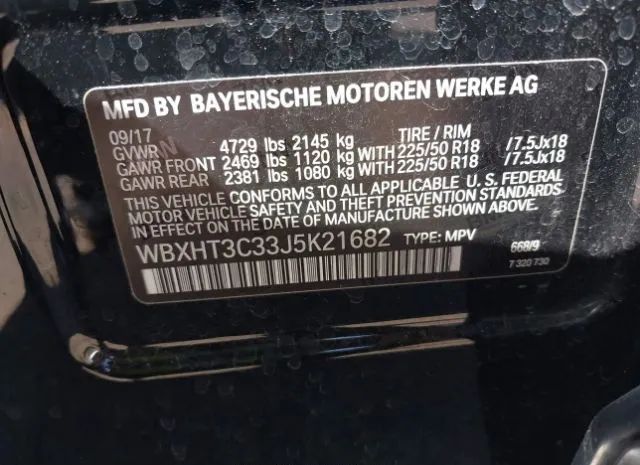 MFD BY BAYERISCHE MOTOREN WERKE AG
09/17 TIRE / RIM
GVWR 4729 lbs 2145 kg
GAWR FRONT 2469 lbs 1120 kg WITH 225/50 R18 /7.5Jx18
GAWR REAR 2381 lbs 1080 kg WITH 225/50 R18 /7.5Jx18
THIS VEHICLE CONFORMS TO ALL APPLICABLE U. S. FEDERAL
MOTOR VEHICLE SAFETY AND THEFT PREVENTION STANDARDS
IN EFFECT ON THE DATE OF MANUFACTURE SHOWN ABOVE.
WBXHT3C33J5K21682 TYPE: MPV 668/9
7 320 730